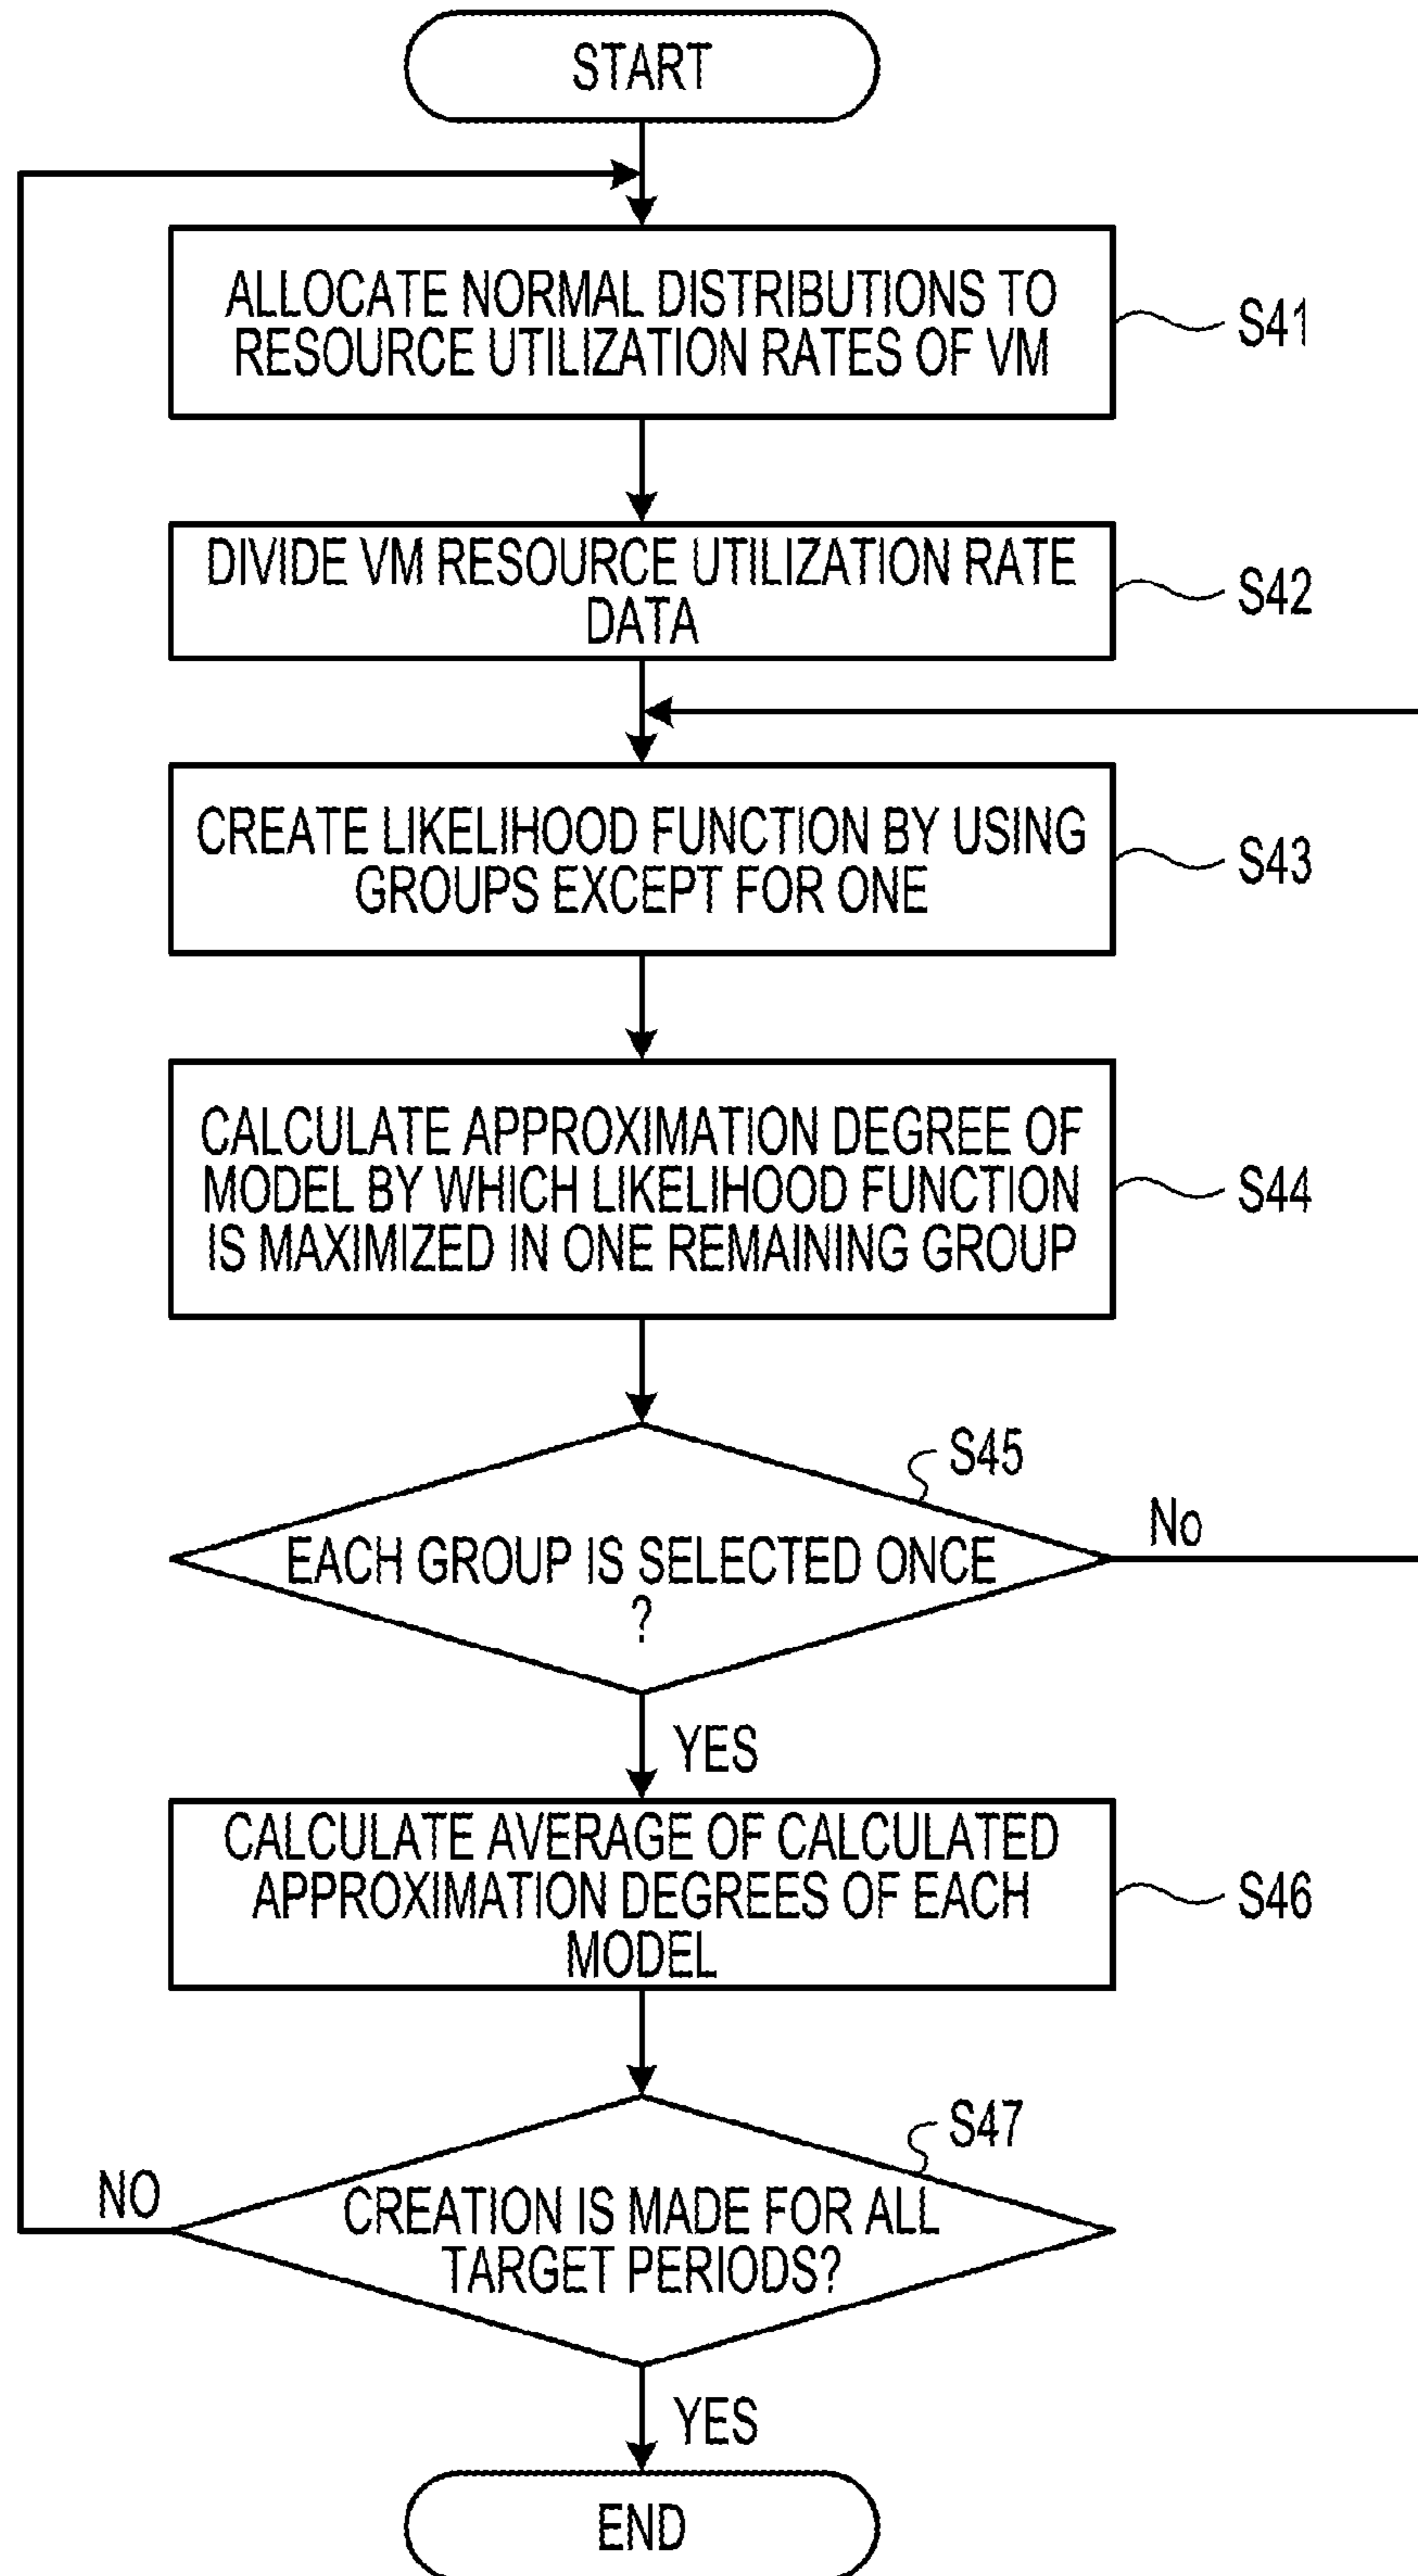 START
ALLOCATE NORMAL DISTRIBUTIONS TO
RESOURCE UTILIZATION RATES OF VM
S41
DIVIDE VM RESOURCE UTILIZATION RATE
DATA
S42
CREATE LIKELIHOOD FUNCTION BY USING
GROUPS EXCEPT FOR ONE
S43
CALCULATE APPROXIMATION DEGREE OF
MODEL BY WHICH LIKELIHOOD FUNCTION
IS MAXIMIZED IN ONE REMAINING GROUP
S44
S45
EACH GROUP IS SELECTED ONCE
?
No
YES
CALCULATE AVERAGE OF CALCULATED
APPROXIMATION DEGREES OF EACH
MODEL
S46
S47
CREATION IS MADE FOR ALL
TARGET PERIODS?
NO
YES
END